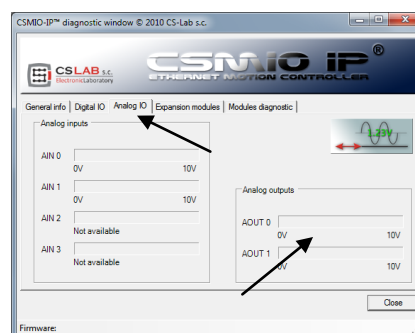 CSMIO-IP™ diagnostic window © 2010 CS-Lab s.c.
CSLAB s.c.
ElectronicLaboratory
CSMIO IP®
ETHERNET MOTION CONTROLLER
General info
Digital IO
Analog IO
Expansion modules
Modules diagnostic
Analog inputs
AIN 0
0V
10V
AIN 1
0V
10V
AIN 2
Not available
AIN 3
Not available
1.23V
Analog outputs
AOUT 0
0V
10V
AOUT 1
0V
10V
Close
Firmware: